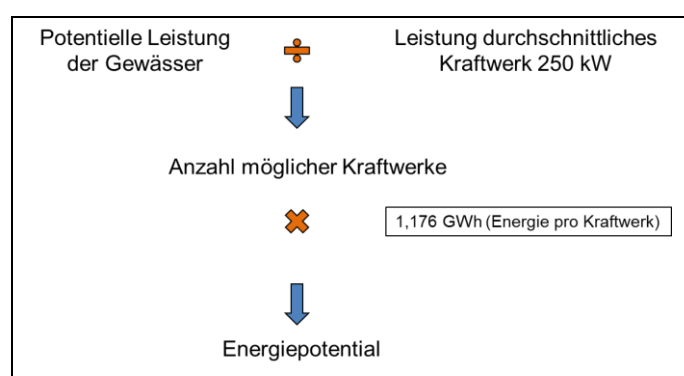 Potentielle Leistung
der Gewässer
Leistung durchschnittliches
Kraftwerk 250 kW
Anzahl möglicher Kraftwerke
1,176 GWh (Energie pro Kraftwerk)
Energiepotential